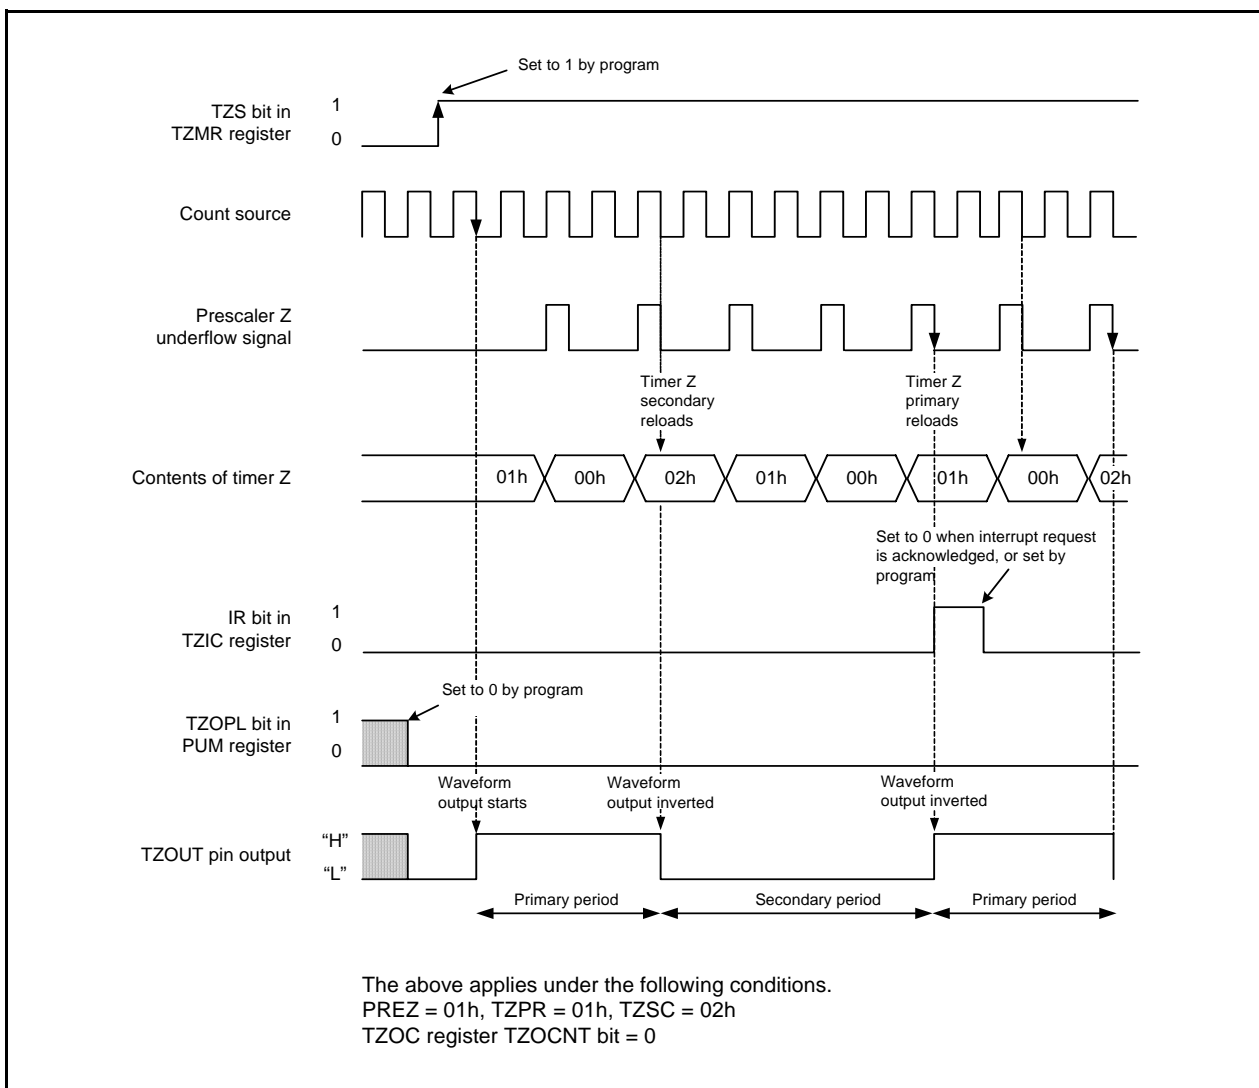 Set to 1 by program
TZS bit in
TZMR register
1
0
Count source
Prescaler Z
underflow signal
Timer Z
secondary
reloads
Timer Z
primary
reloads
Contents of timer Z
01h
00h
02h
01h
00h
01h
00h
02h
Set to 0 when interrupt request
is acknowledged, or set by
program
IR bit in
TZIC register
1
0
Set to 0 by program
TZOPL bit in
PUM register
1
0
Waveform
output starts
Waveform
output inverted
Waveform
output inverted
TZOUT pin output
“H”
“L”
Primary period
Secondary period
Primary period
The above applies under the following conditions.
PREZ = 01h, TZPR = 01h, TZSC = 02h
TZOC register TZOCNT bit = 0